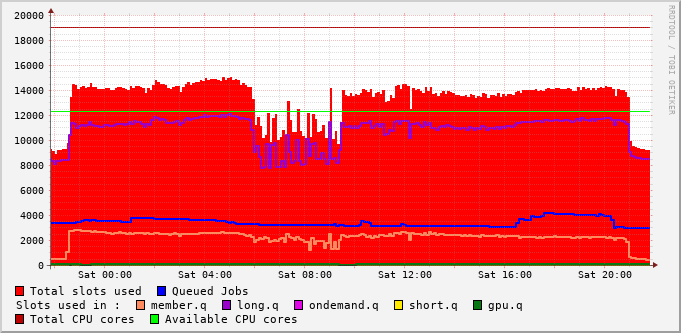 20000
18000
16000
14000
12000
10000
8000
6000
4000
2000
0
Sat 00:00 Sat 04:00 Sat 08:00 Sat 12:00 Sat 16:00 Sat 20:00
Total slots used Queued Jobs
Slots used in : member.q long.q ondemand.q short.q gpu.q
Total CPU cores Available CPU cores
RRDTOOL / TOBI OETIKER